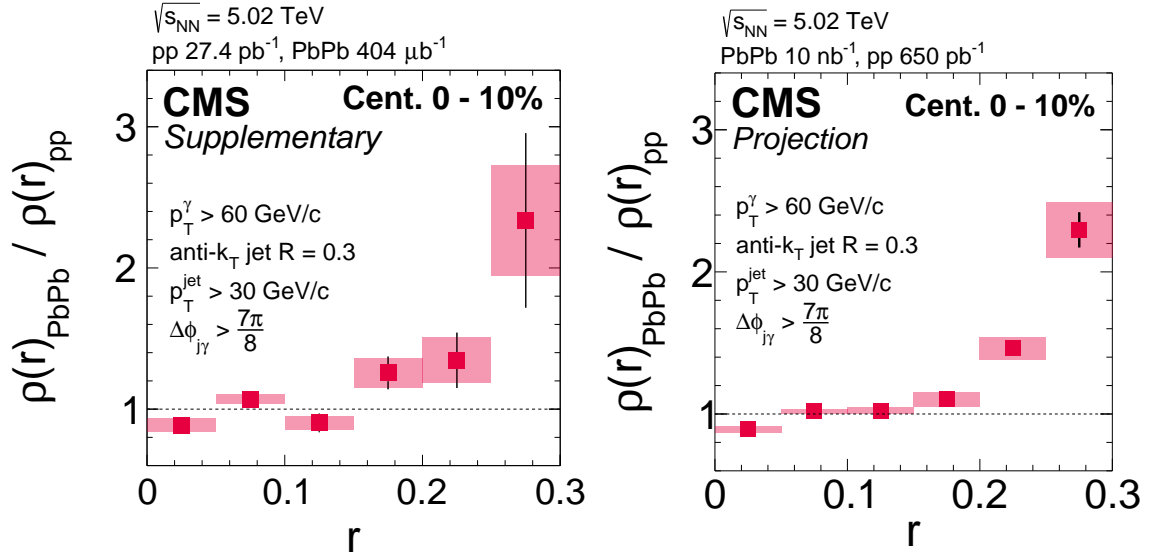 √s_NN = 5.02 TeV
pp 27.4 pb⁻¹, PbPb 404 μb⁻¹
CMS Cent. 0 - 10%
Supplementary
p_T^γ > 60 GeV/c
anti-k_T jet R = 0.3
p_T^jet > 30 GeV/c
Δϕ_jγ > 7π/8
ρ(r)_PbPb / ρ(r)_pp
3
2
1
0 0.1 0.2 0.3
r
√s_NN = 5.02 TeV
PbPb 10 nb⁻¹, pp 650 pb⁻¹
CMS Cent. 0 - 10%
Projection
p_T^γ > 60 GeV/c
anti-k_T jet R = 0.3
p_T^jet > 30 GeV/c
Δϕ_jγ > 7π/8
ρ(r)_PbPb / ρ(r)_pp
3
2
1
0 0.1 0.2 0.3
r